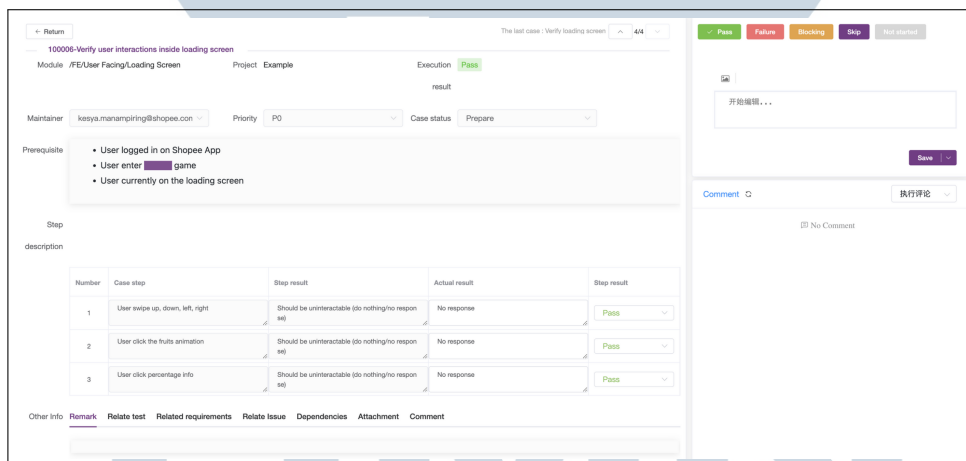 ← Return
The last case : Verify loading screen
4/4
100006-Verify user interactions inside loading screen
Module /FE/User Facing/Loading Screen Project Example Execution Pass
result
Maintainer kesya.manampiring@shopee.con Priority P0 Case status Prepare
Prerequisite
• User logged in on Shopee App
• User enter game
• User currently on the loading screen
Step
description
Number Case step Step result Actual result Step result
1 User swipe up, down, left, right Should be uninteractable (do nothing/no respon No response Pass
se)
2 User click the fruits animation Should be uninteractable (do nothing/no respon No response Pass
se)
3 User click percentage info Should be uninteractable (do nothing/no respon No response Pass
se)
Other Info Remark Relate test Related requirements Relate Issue Dependencies Attachment Comment
✓ Pass Failure Blocking Skip Not started
开始编辑...
Save
Comment 执行评论
No Comment